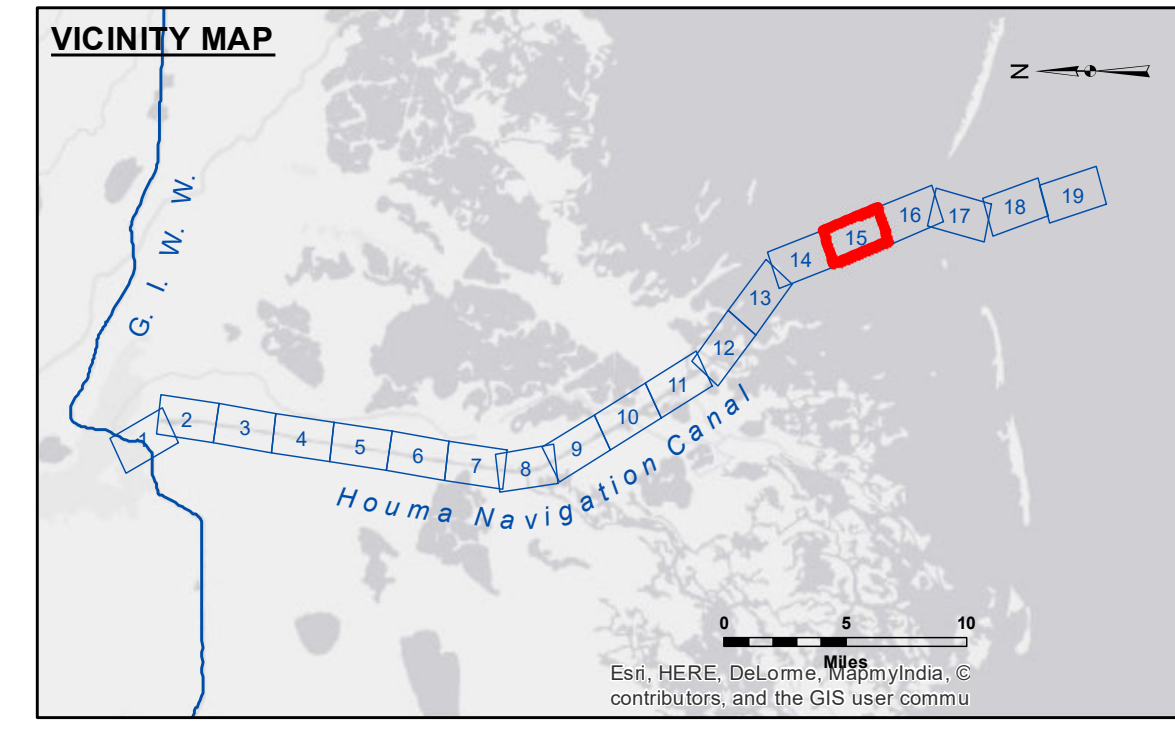 VICINITY MAP
N
G. I. W. W.
1
2
3
4
5
6
7
8
9
10
11
12
13
14
15
16
17
18
19
Houma Navigation Canal
0 5 10
Miles
Esri, HERE, DeLorme, MapmyIndia, ©
contributors, and the GIS user commu